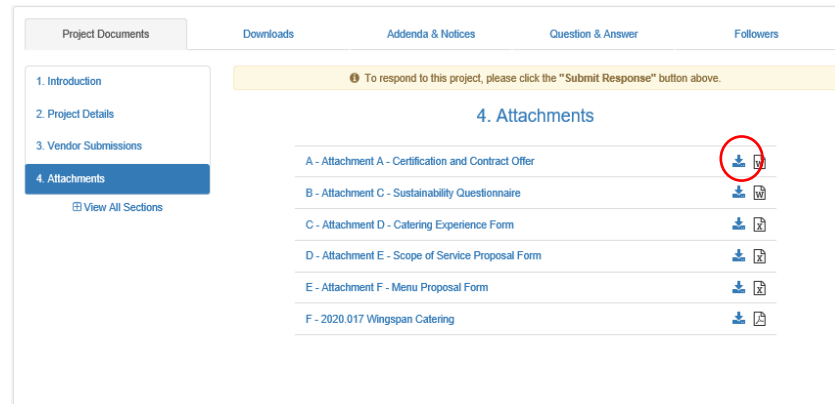 Project Documents
Downloads
Addenda & Notices
Question & Answer
Followers
1. Introduction
2. Project Details
3. Vendor Submissions
4. Attachments
View All Sections
To respond to this project, please click the "Submit Response" button above.
4. Attachments
A - Attachment A - Certification and Contract Offer
B - Attachment C - Sustainability Questionnaire
C - Attachment D - Catering Experience Form
D - Attachment E - Scope of Service Proposal Form
E - Attachment F - Menu Proposal Form
F - 2020.017 Wingspan Catering